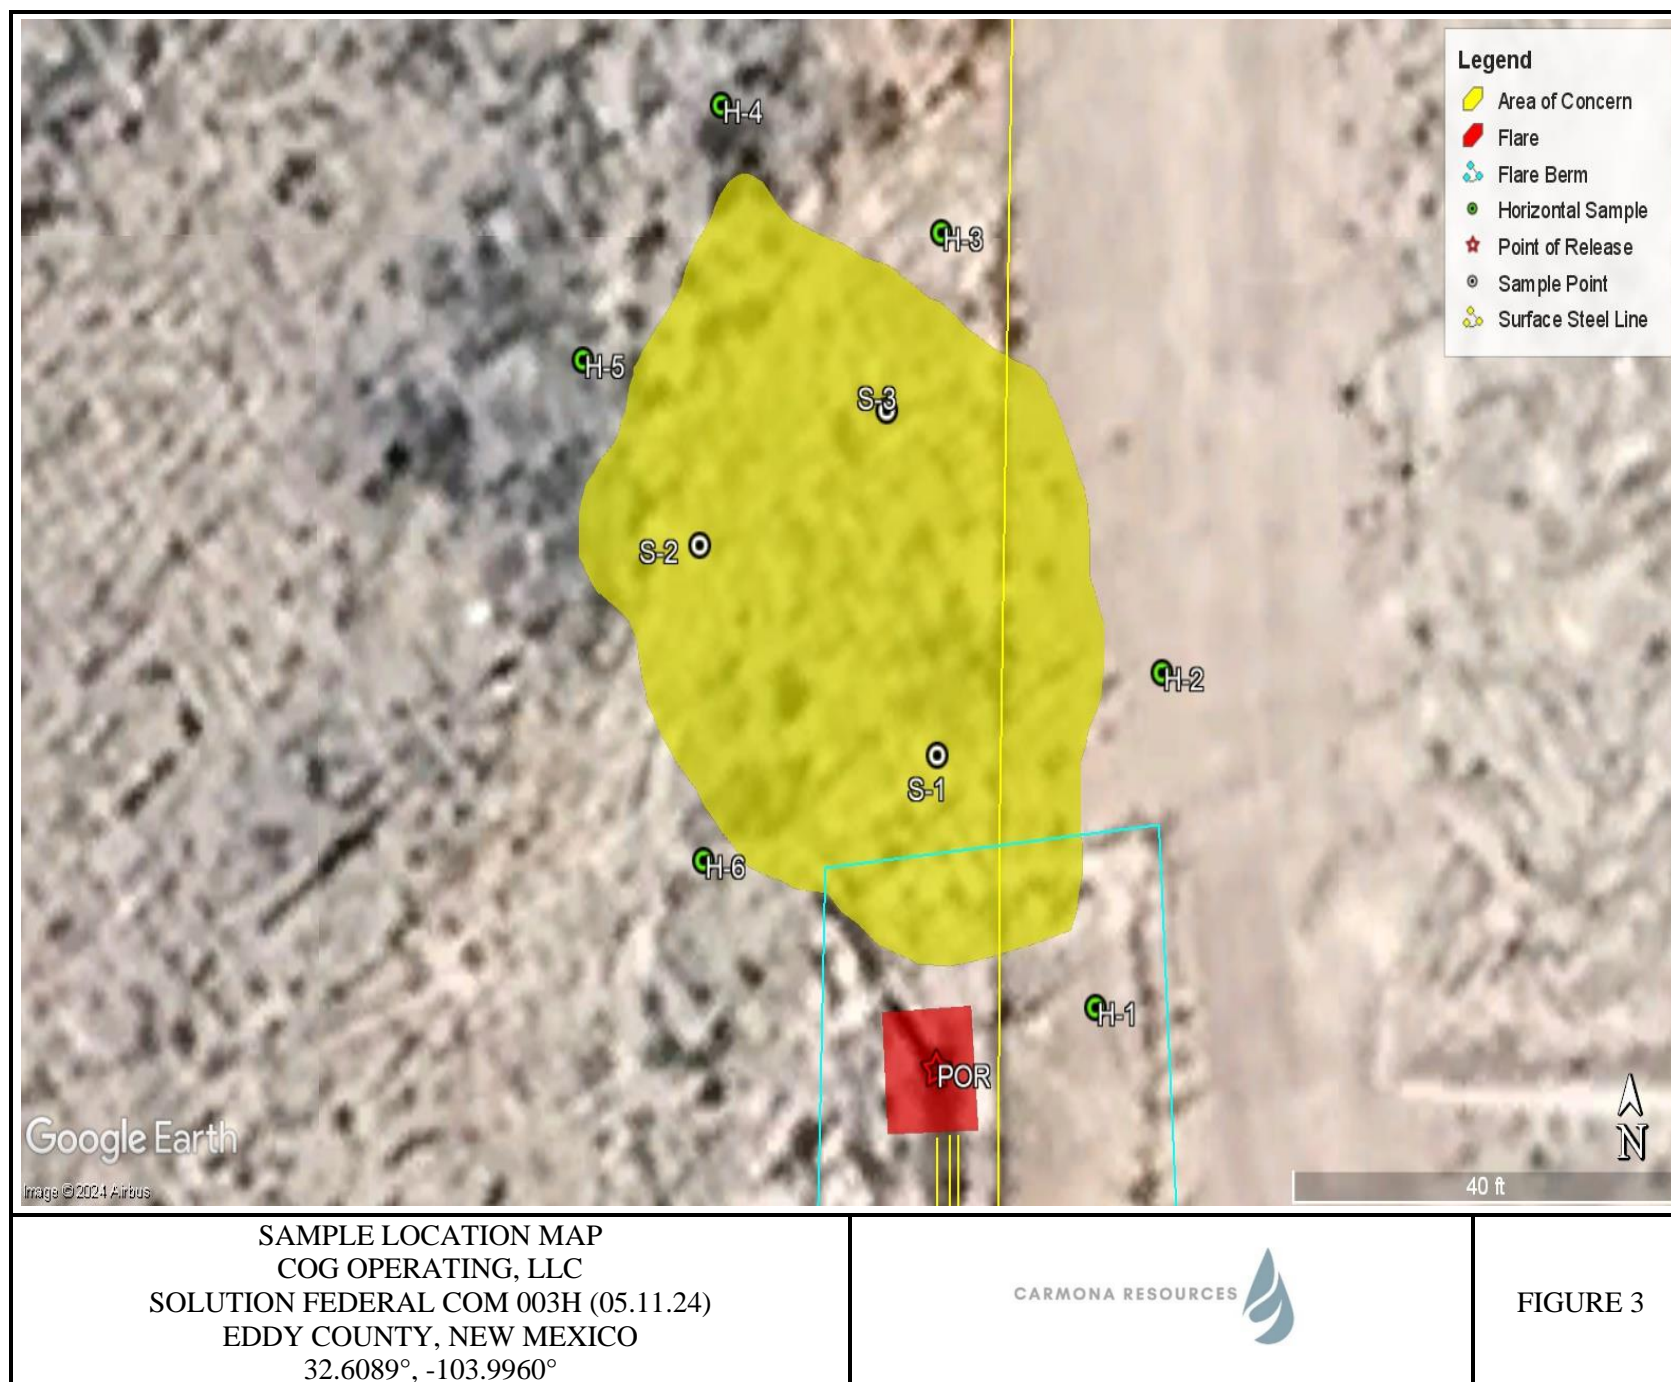 Legend
Area of Concern
Flare
Flare Berm
Horizontal Sample
Point of Release
Sample Point
Surface Steel Line
H-4
H-3
H-5
S-3
S-2
H-2
S-1
H-6
H-1
POR
Google Earth
Image © 2024 Airbus
N
40 ft
SAMPLE LOCATION MAP
COG OPERATING, LLC
SOLUTION FEDERAL COM 003H (05.11.24)
EDDY COUNTY, NEW MEXICO
32.6089°, -103.9960°
CARMONA RESOURCES
FIGURE 3